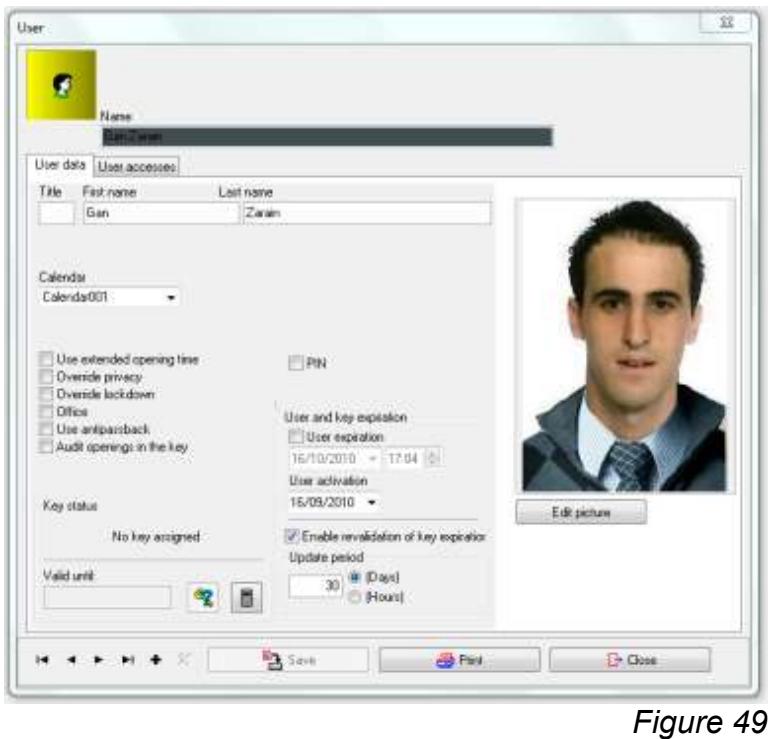 User
Name
Gan Zarain
User data User accesses
Title First name Last name
Gan Zarain
Calendar
Calendar001
Use extended opening time
Override privacy
Override lockdown
Office
Use antipassback
Audit openings in the key
PIN
User and key expiration
User expiration
16/10/2010 17:04
User activation
16/09/2010
Key status
No key assigned
Enable revalidation of key expiration
Update period
30 (Days)
(Hours)
Valid until
Edit picture
Save Print Close
Figure 49